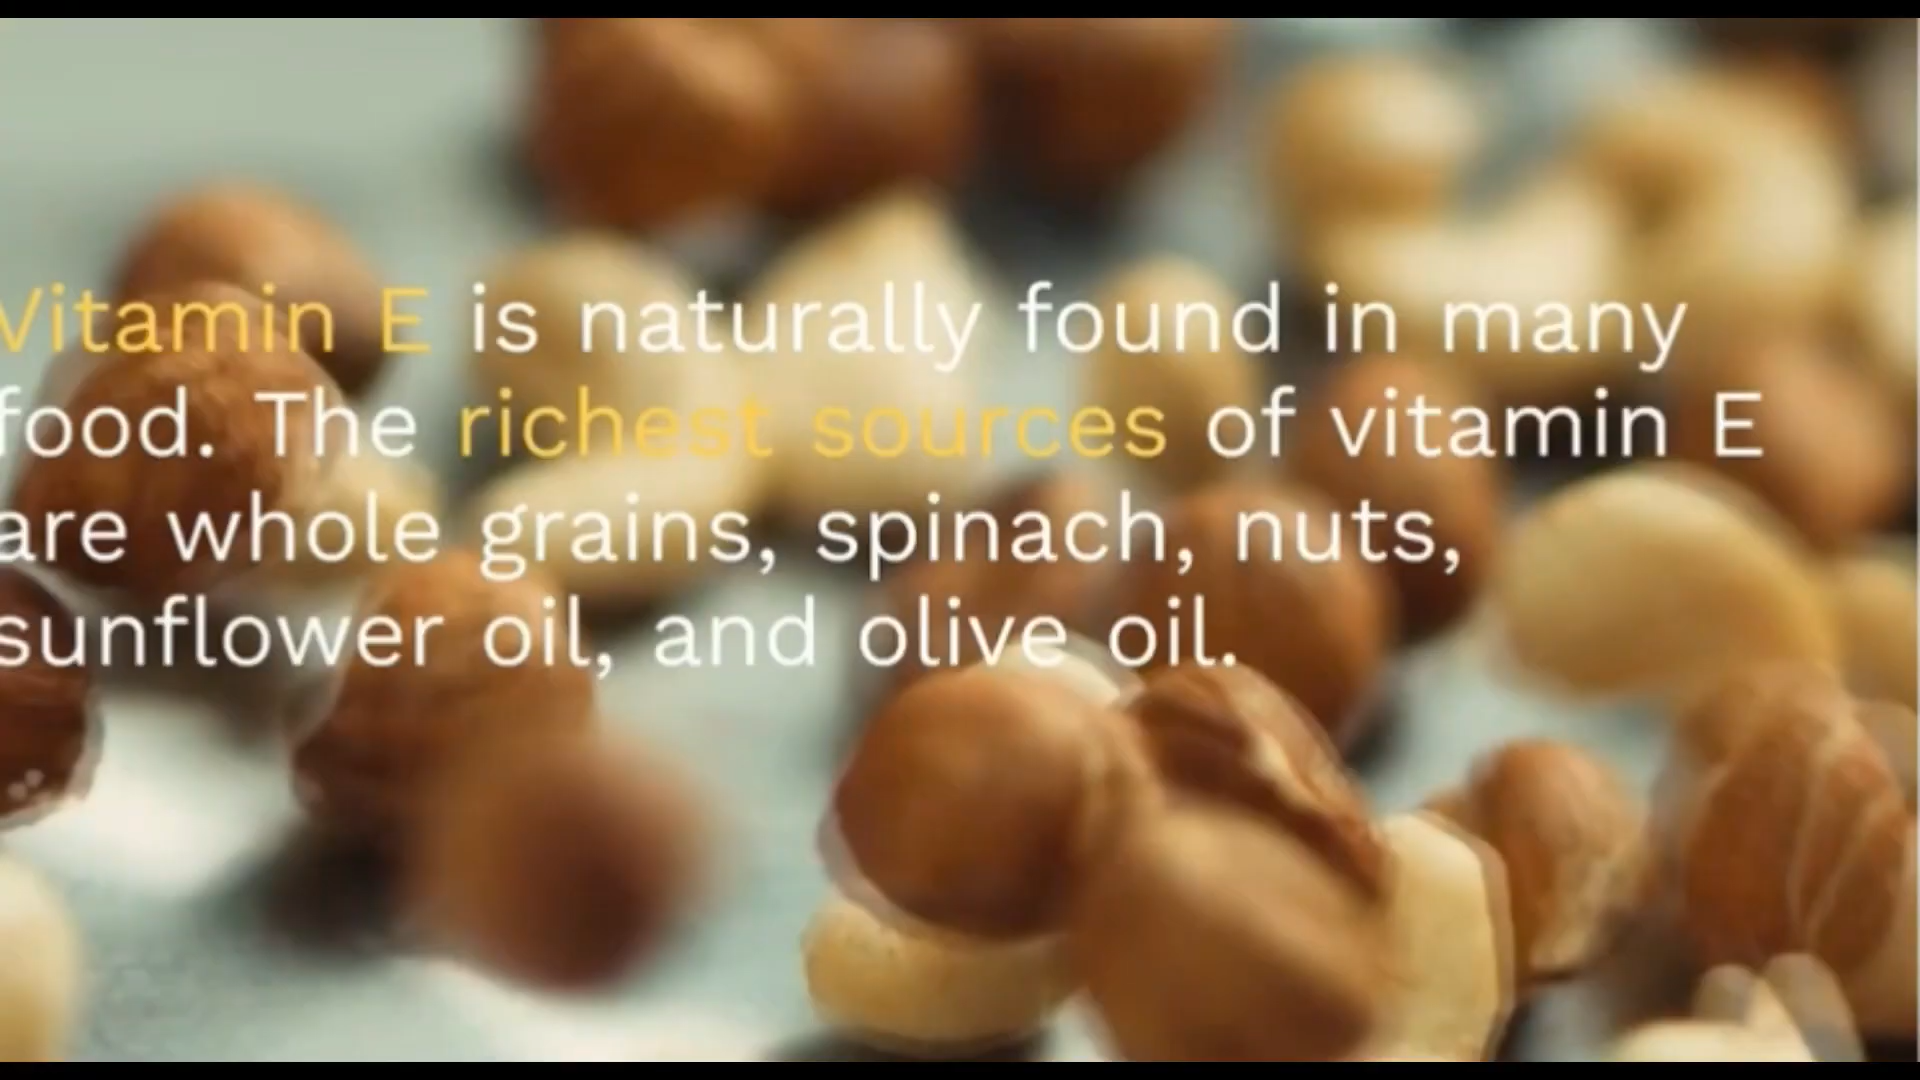 Vitamin E is naturally found in many
food. The richest sources of vitamin E
are whole grains, spinach, nuts,
sunflower oil, and olive oil.